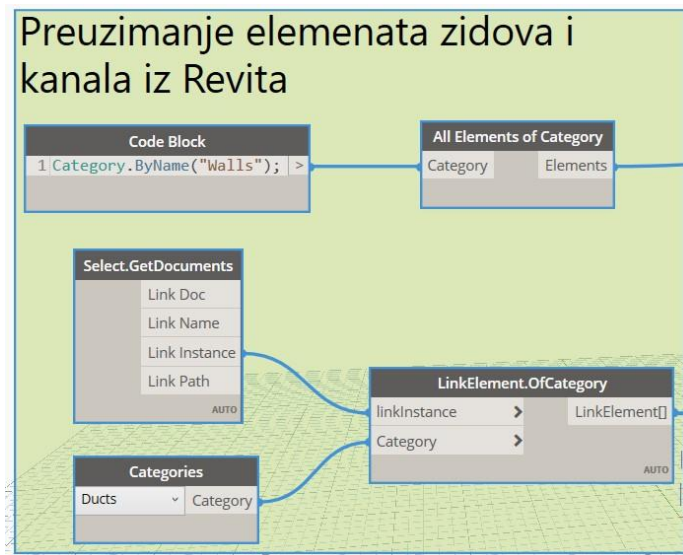 Preuzimanje elemenata zidova i
kanala iz Revita
Code Block
1 Category.ByName("Walls"); >
All Elements of Category
Category Elements
Select.GetDocuments
Link Doc
Link Name
Link Instance
Link Path
AUTO
LinkElement.OfCategory
linkInstance > LinkElement[]
Category >
AUTO
Categories
Ducts Category